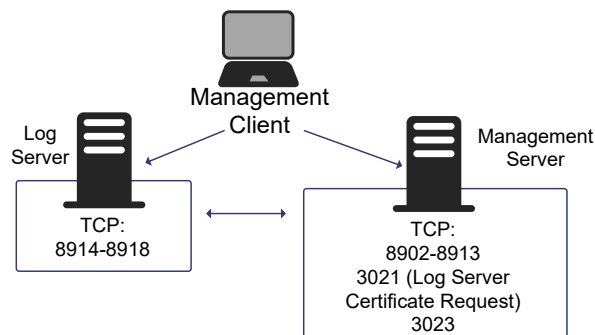 Management
Client
Log
Server
Management
Server
TCP:
8914-8918
TCP:
8902-8913
3021 (Log Server
Certificate Request)
3023